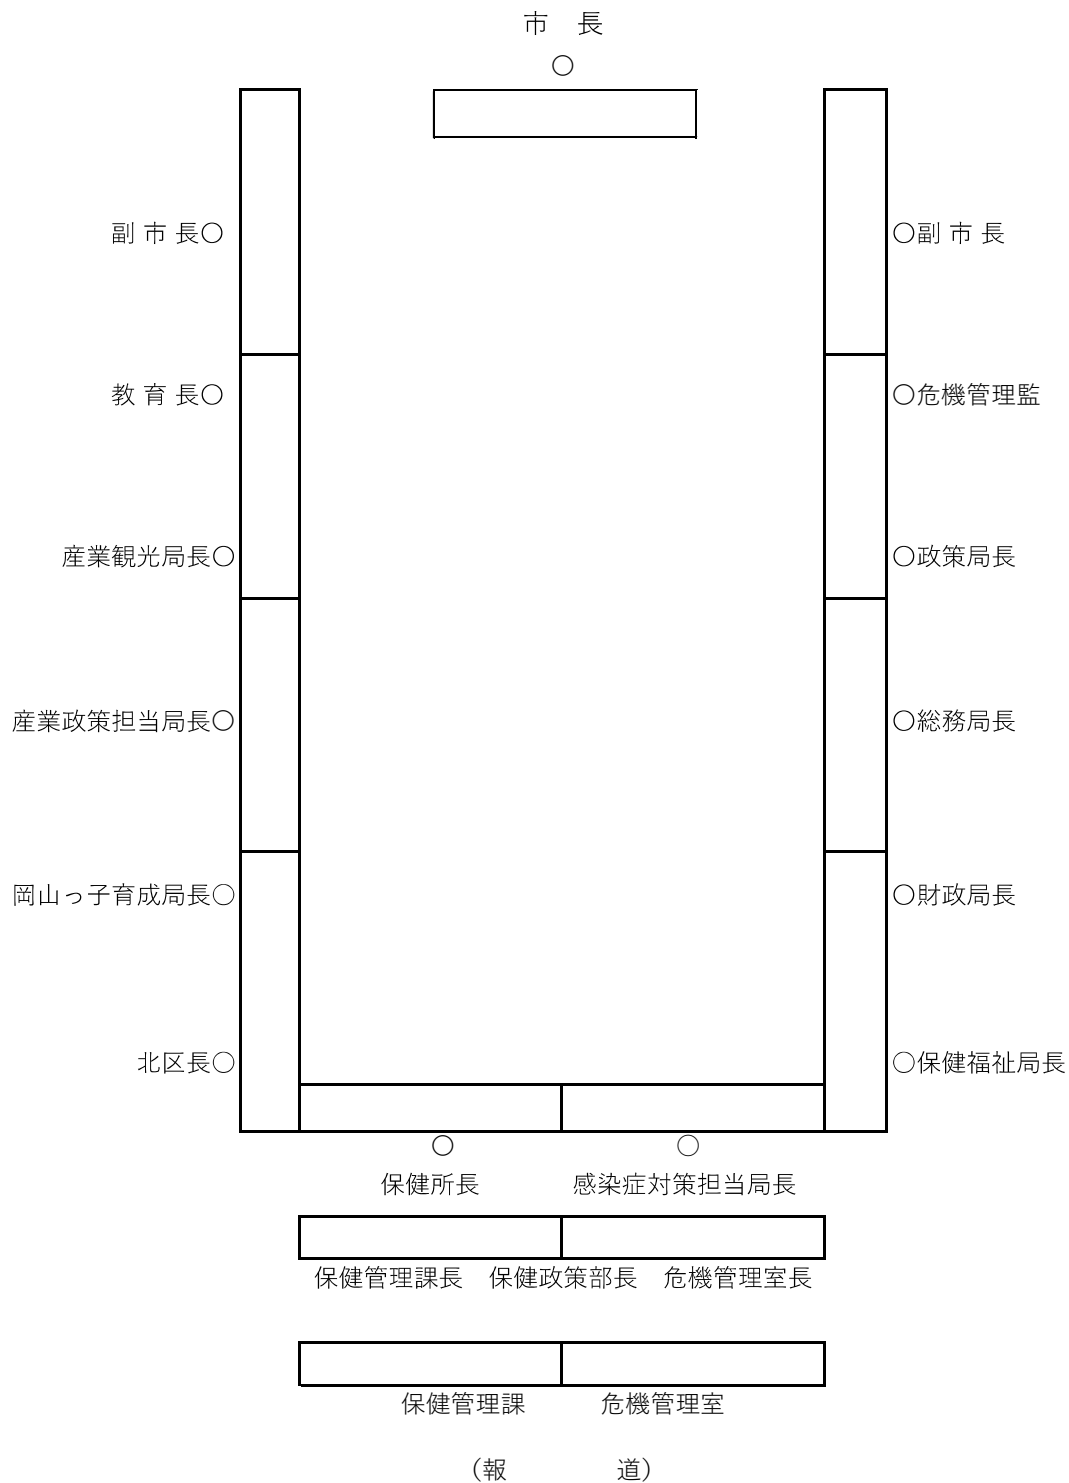 市　長
○
副 市 長○　○副 市 長
教 育 長○　○危機管理監
産業観光局長○　○政策局長
産業政策担当局長○　○総務局長
岡山っ子育成局長○　○財政局長
北区長○　○保健福祉局長
○　○
保健所長　感染症対策担当局長
保健管理課長　保健政策部長　危機管理室長
保健管理課　危機管理室
（報　道）